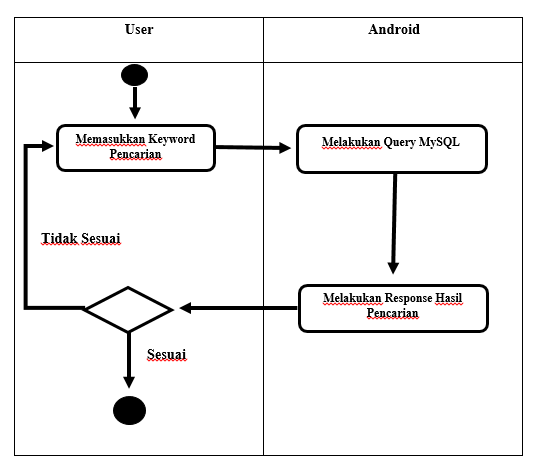 User
Android
Memasukkan Keyword
Pencarian
Melakukan Query MySQL
Tidak Sesuai
Melakukan Response Hasil
Pencarian
Sesuai